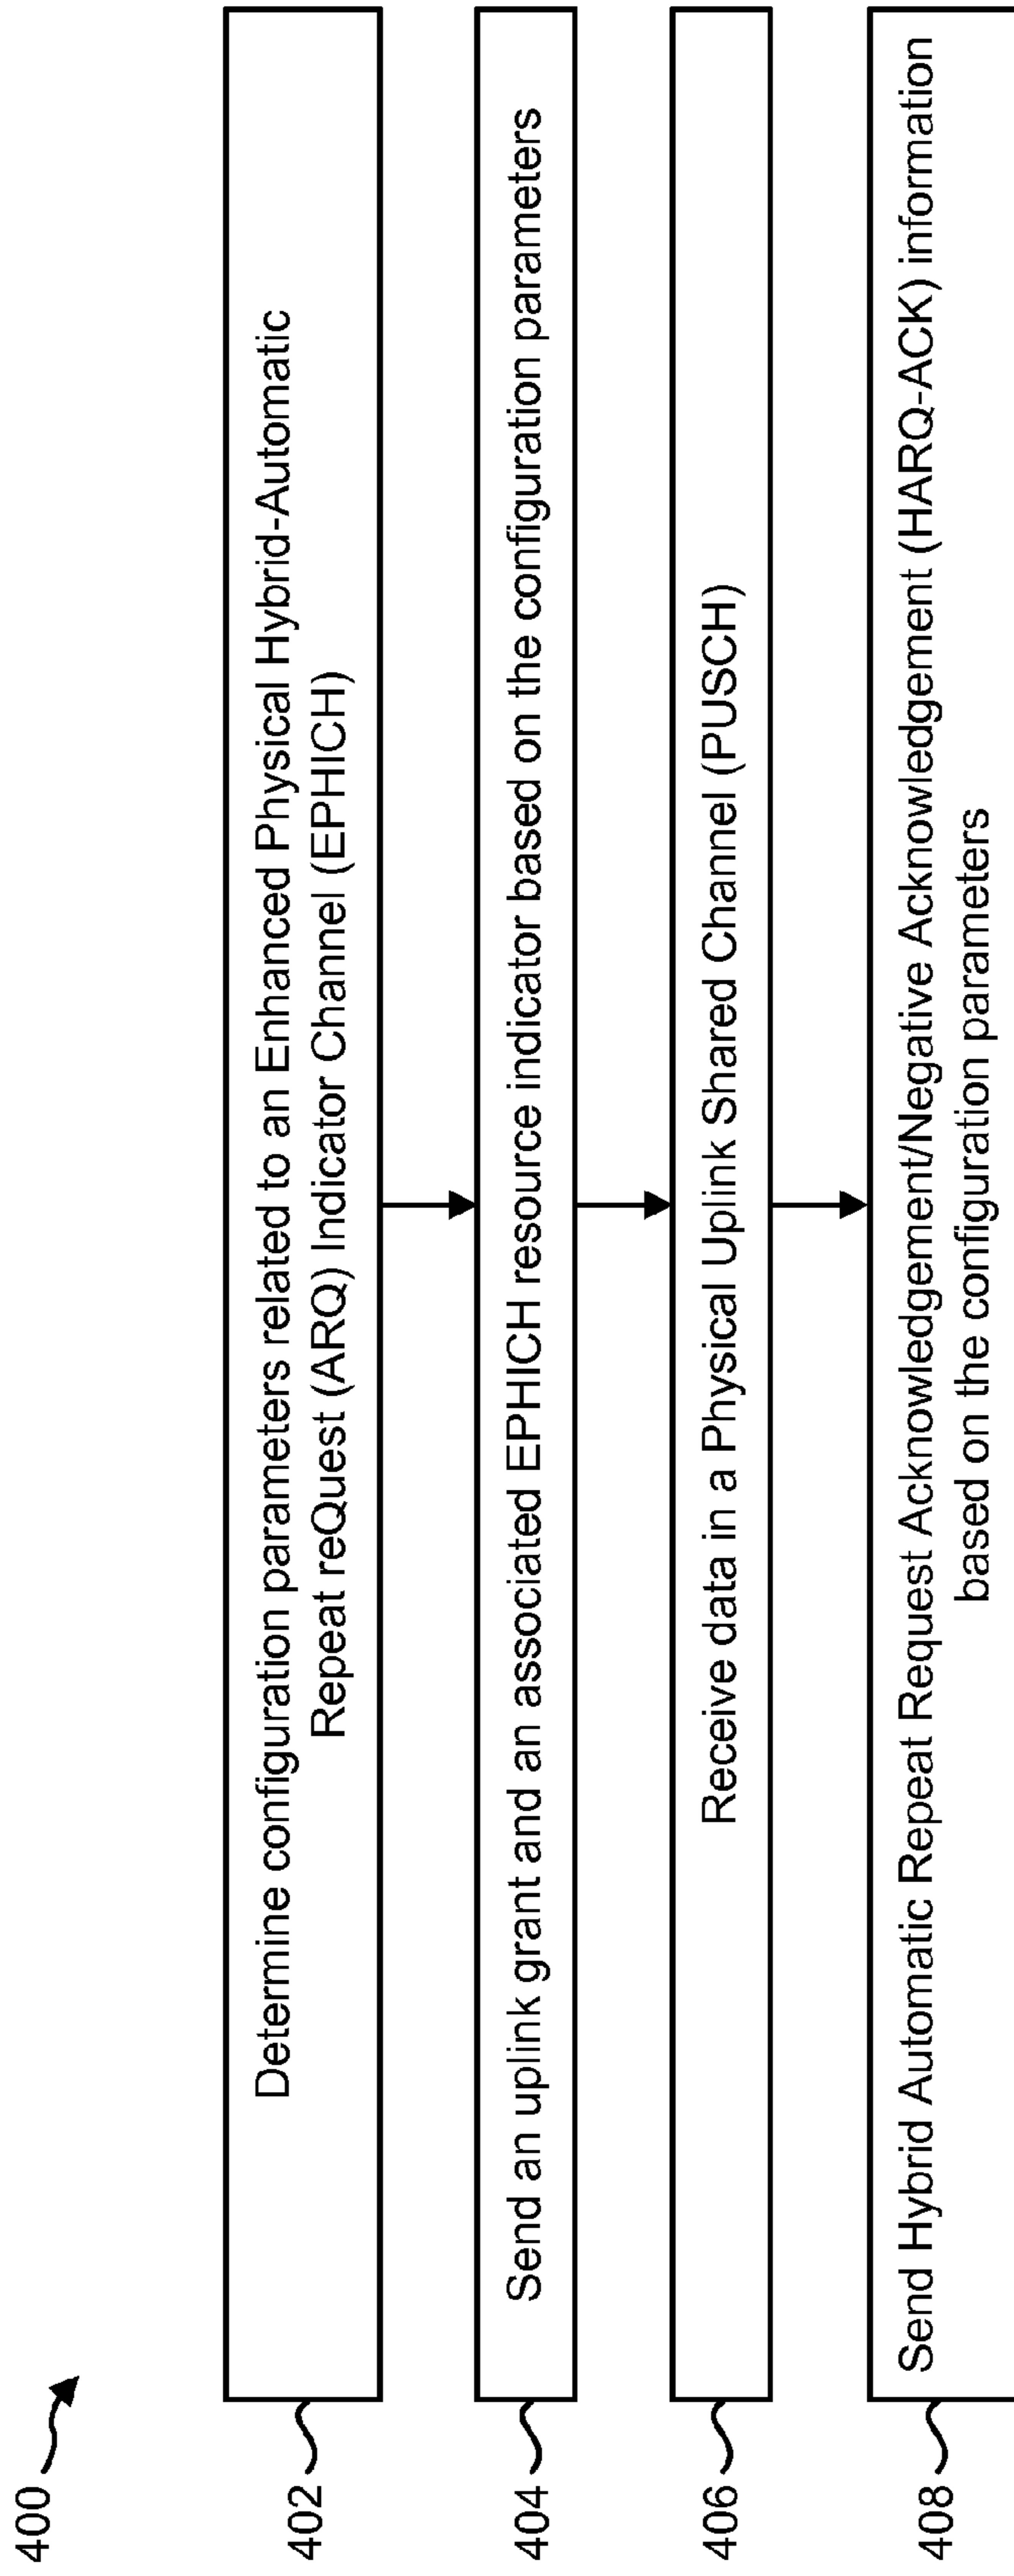 400
402
Determine configuration parameters related to an Enhanced Physical Hybrid-Automatic
Repeat reQuest (ARQ) Indicator Channel (EPHICH)
404
Send an uplink grant and an associated EPHICH resource indicator based on the configuration parameters
406
Receive data in a Physical Uplink Shared Channel (PUSCH)
408
Send Hybrid Automatic Repeat Request Acknowledgement/Negative Acknowledgement (HARQ-ACK) information
based on the configuration parameters